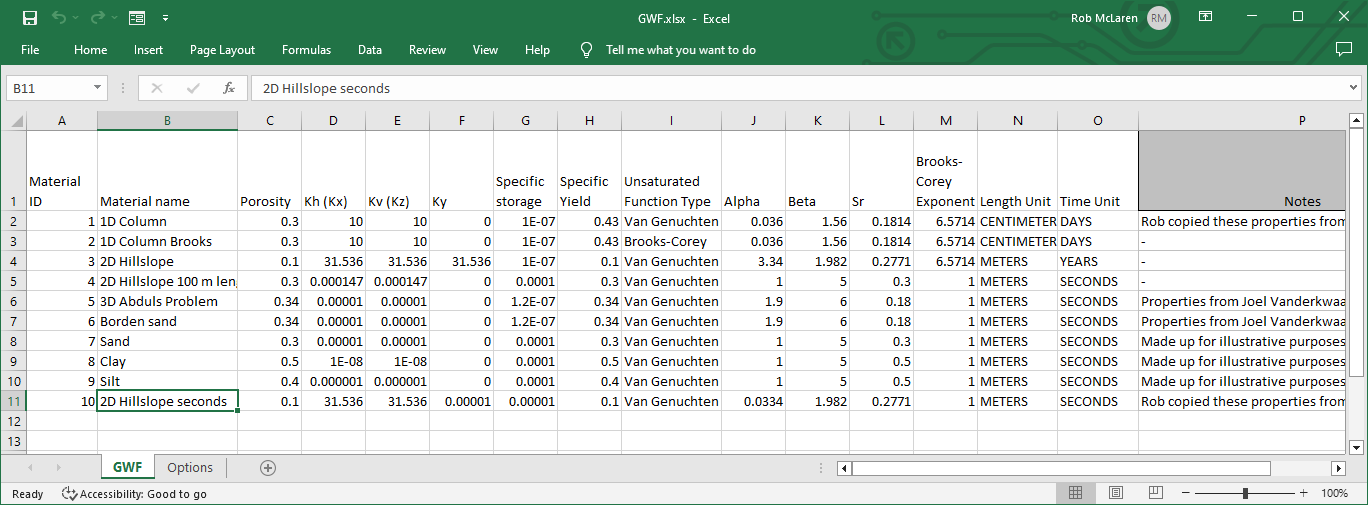 GWF.xlsx - Excel
Rob McLaren RM
File Home Insert Page Layout Formulas Data Review View Help Tell me what you want to do
B11 fx 2D Hillslope seconds
A B C D E F G H I J K L M N O P
1 Material ID Material name Porosity Kh (Kx) Kv (Kz) Ky Specific storage Specific Yield Unsaturated Function Type Alpha Beta Sr Brooks-Corey Exponent Length Unit Time Unit Notes
2 1 1D Column 0.3 10 10 0 1E-07 0.43 Van Genuchten 0.036 1.56 0.1814 6.5714 CENTIMETER DAYS Rob copied these properties from
3 2 1D Column Brooks 0.3 10 10 0 1E-07 0.43 Brooks-Corey 0.036 1.56 0.1814 6.5714 CENTIMETER DAYS -
4 3 2D Hillslope 0.1 31.536 31.536 31.536 1E-07 0.1 Van Genuchten 3.34 1.982 0.2771 6.5714 METERS YEARS -
5 4 2D Hillslope 100 m len 0.3 0.000147 0.000147 0 0.0001 0.3 Van Genuchten 1 5 0.3 1 METERS SECONDS -
6 5 3D Abduls Problem 0.34 0.00001 0.00001 0 1.2E-07 0.34 Van Genuchten 1.9 6 0.18 1 METERS SECONDS Properties from Joel Vanderkwaa
7 6 Borden sand 0.34 0.00001 0.00001 0 1.2E-07 0.34 Van Genuchten 1.9 6 0.18 1 METERS SECONDS Properties from Joel Vanderkwaa
8 7 Sand 0.3 0.00001 0.00001 0 0.0001 0.3 Van Genuchten 1 5 0.3 1 METERS SECONDS Made up for illustrative purposes
9 8 Clay 0.5 1E-08 1E-08 0 0.0001 0.5 Van Genuchten 1 5 0.5 1 METERS SECONDS Made up for illustrative purposes
10 9 Silt 0.4 0.000001 0.000001 0 0.0001 0.4 Van Genuchten 1 5 0.5 1 METERS SECONDS Made up for illustrative purposes
11 10 2D Hillslope seconds 0.1 31.536 31.536 0.00001 0.00001 0.1 Van Genuchten 0.0334 1.982 0.2771 1 METERS SECONDS Rob copied these properties from
12
13
GWF Options
Ready Accessibility: Good to go 100%